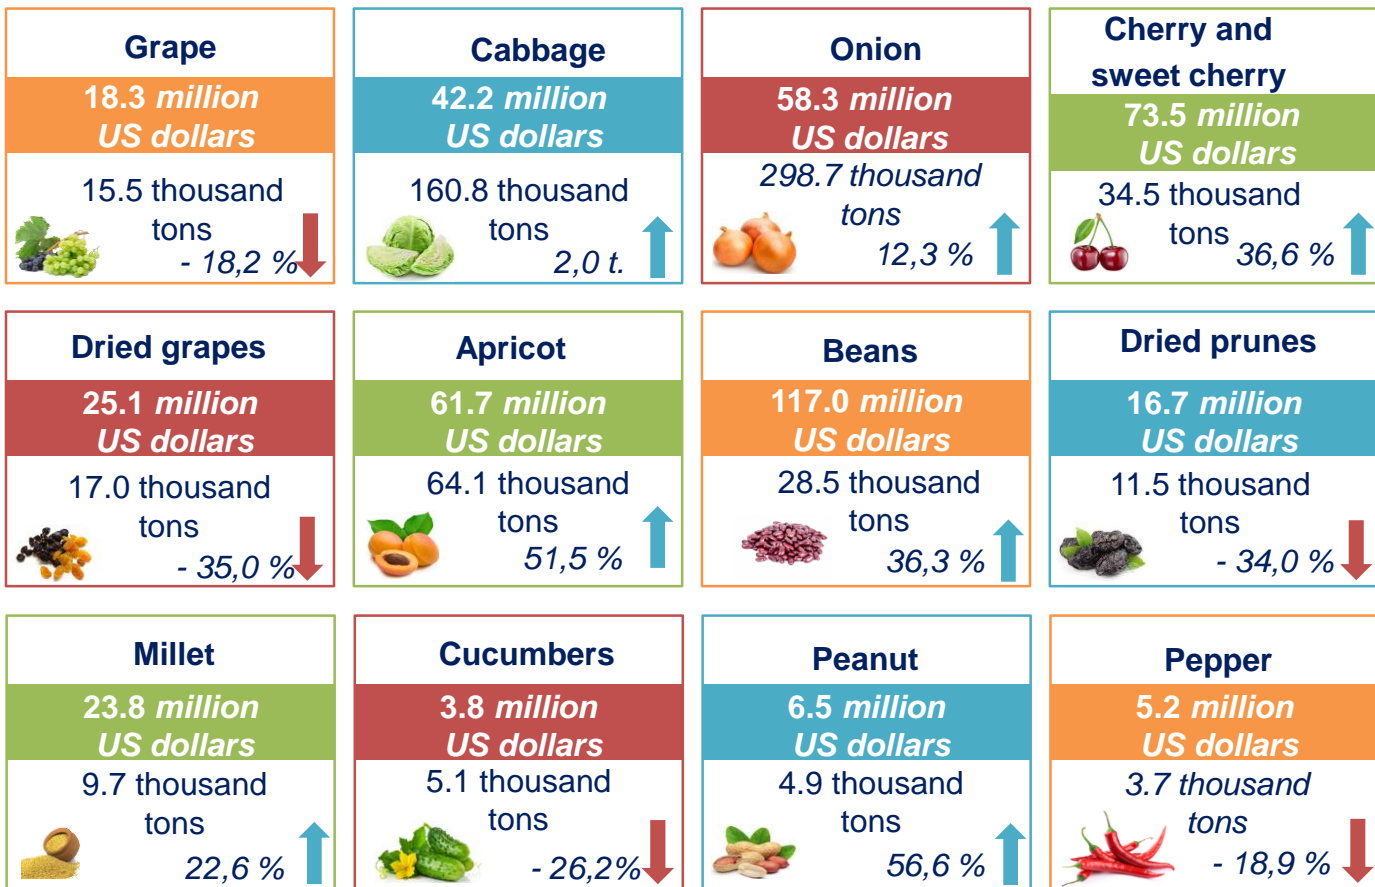 Grape
18.3 million
US dollars
15.5 thousand
tons
- 18,2 %
Cabbage
42.2 million
US dollars
160.8 thousand
tons
2,0 t.
Onion
58.3 million
US dollars
298.7 thousand
tons
12,3 %
Cherry and
sweet cherry
73.5 million
US dollars
34.5 thousand
tons
36,6 %
Dried grapes
25.1 million
US dollars
17.0 thousand
tons
- 35,0 %
Apricot
61.7 million
US dollars
64.1 thousand
tons
51,5 %
Beans
117.0 million
US dollars
28.5 thousand
tons
36,3 %
Dried prunes
16.7 million
US dollars
11.5 thousand
tons
- 34,0 %
Millet
23.8 million
US dollars
9.7 thousand
tons
22,6 %
Cucumbers
3.8 million
US dollars
5.1 thousand
tons
- 26,2%
Peanut
6.5 million
US dollars
4.9 thousand
tons
56,6 %
Pepper
5.2 million
US dollars
3.7 thousand
tons
- 18,9 %